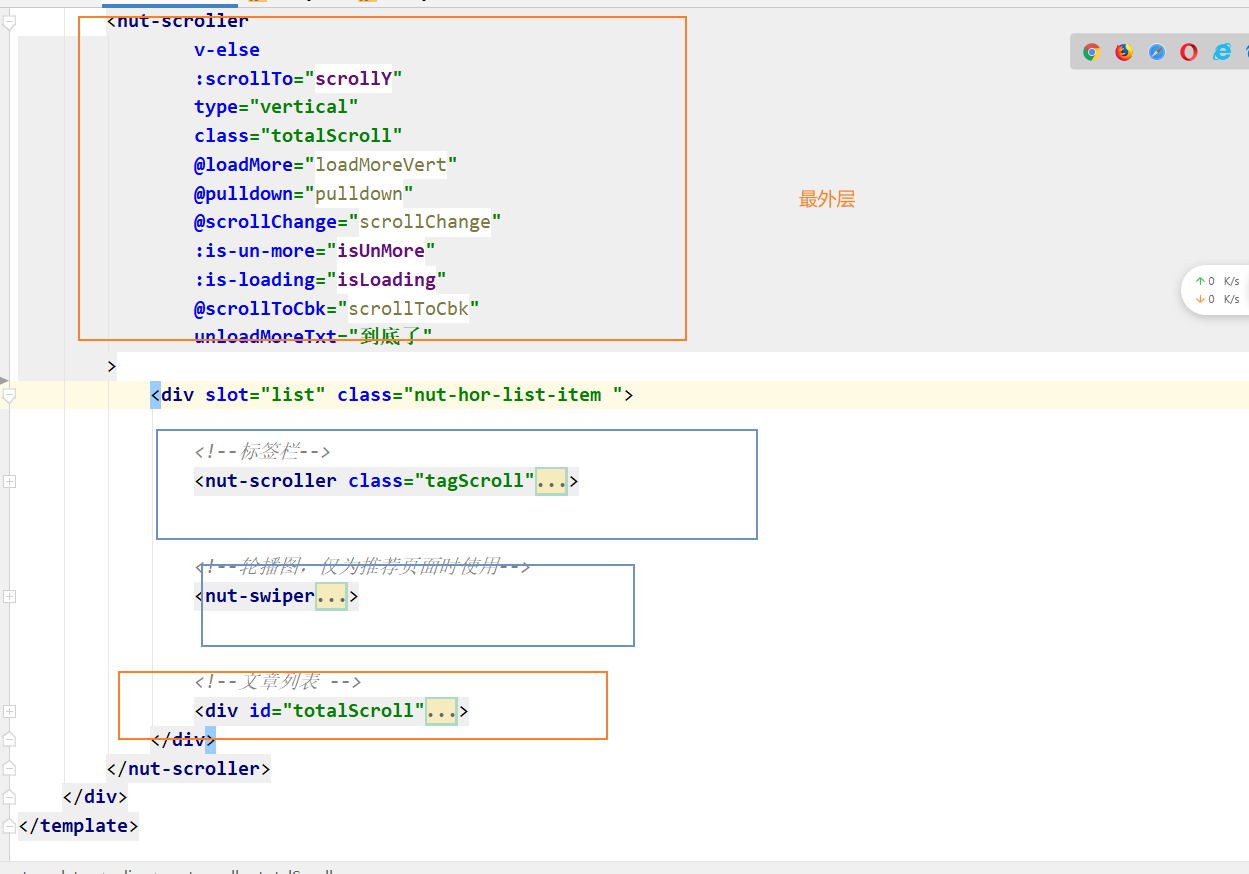 <nut-scroller
v-else
:scrollTo="scrollY"
type="vertical"
class="totalScroll"
@loadMore="loadMoreVert"
@pulldown="pulldown"
最外层
@scrollChange="scrollChange"
:is-un-more="isUnMore"
:is-loading="isLoading"
↑ 0 K/s
↓ 0 K/s
@scrollToCbk="scrollToCbk"
unloadMoreTxt="到底了"
>
<div slot="list" class="nut-hor-list-item ">
<!--标签栏-->
<nut-scroller class="tagScroll"...>
<!--轮播图，仅为推荐页面时使用-->
<nut-swiper...>
<!--文章列表 -->
<div id="totalScroll"...>
</div>
</nut-scroller>
</div>
</template>